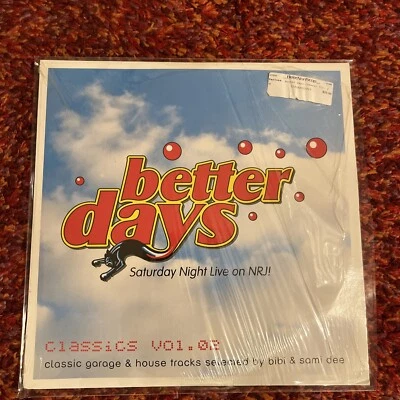 better
days
Saturday Night Live on NRJ!
classics vol.02
classic garage & house tracks selected by bibi & sami dee